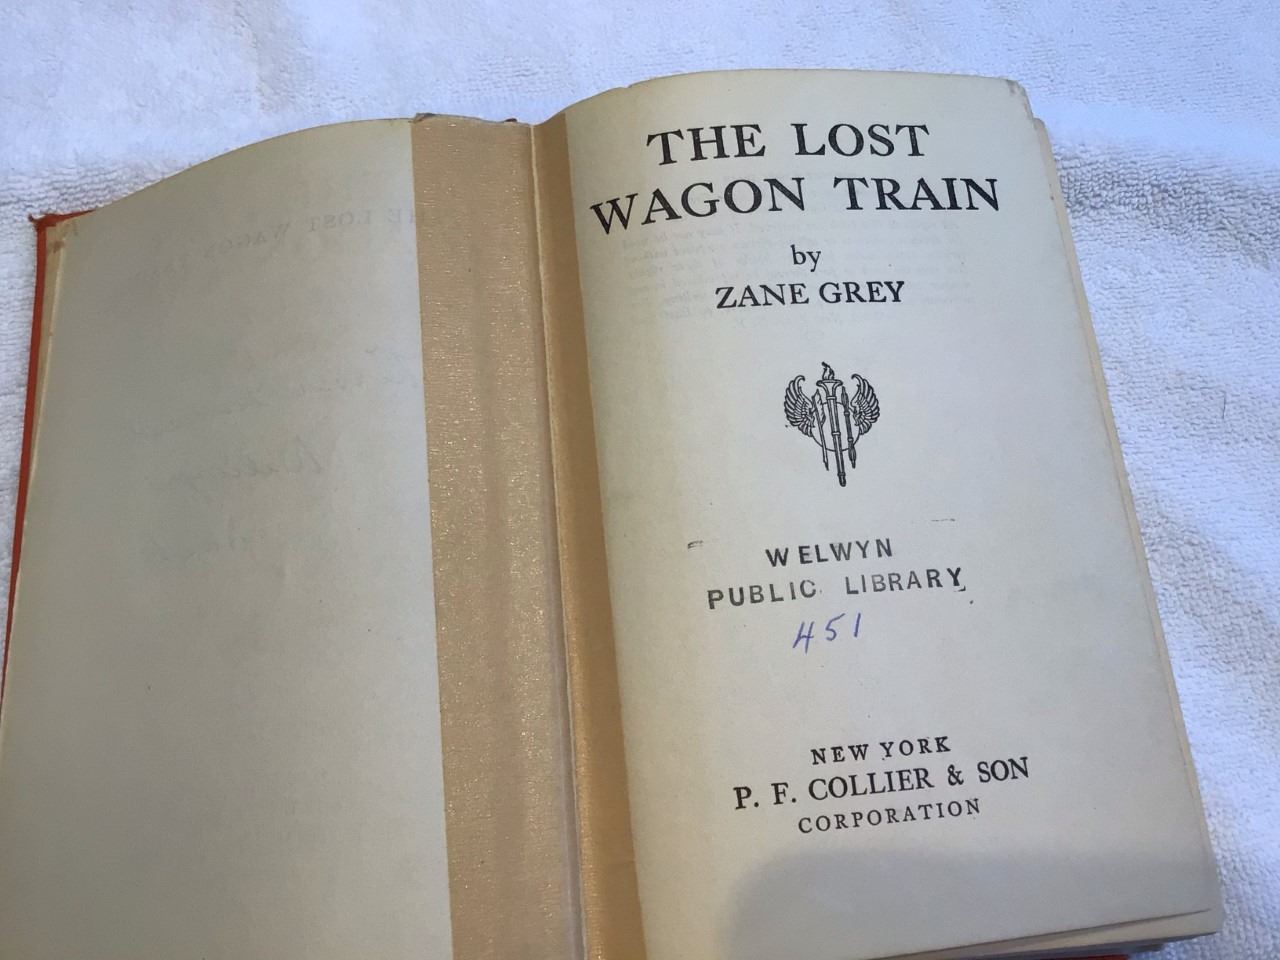 THE LOST
WAGON TRAIN
by
ZANE GREY
WELWYN
PUBLIC LIBRARY
451
NEW YORK
P. F. COLLIER & SON
CORPORATION